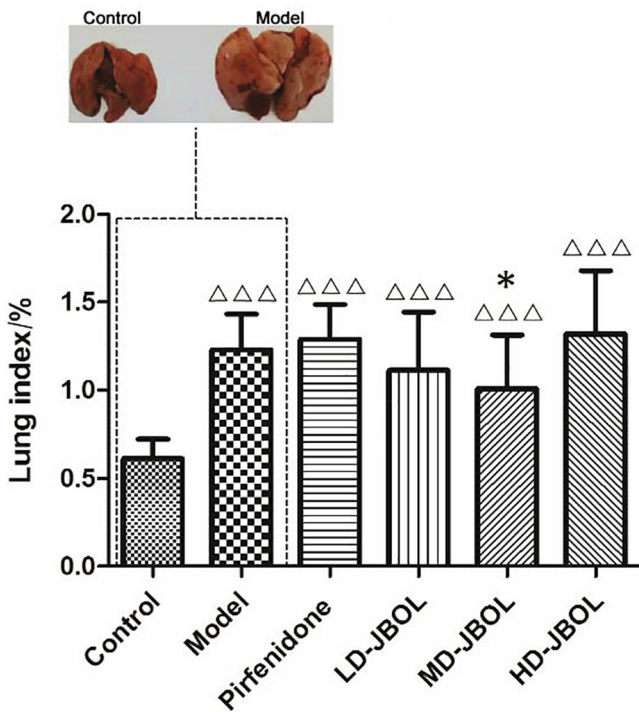 Control Model
2.0
△△△
*
△△△ △△△ △△△ △△△
1.5
1.0
0.5
0.0
Lung index/%
Control Model Pirfenidone LD-JBOL MD-JBOL HD-JBOL